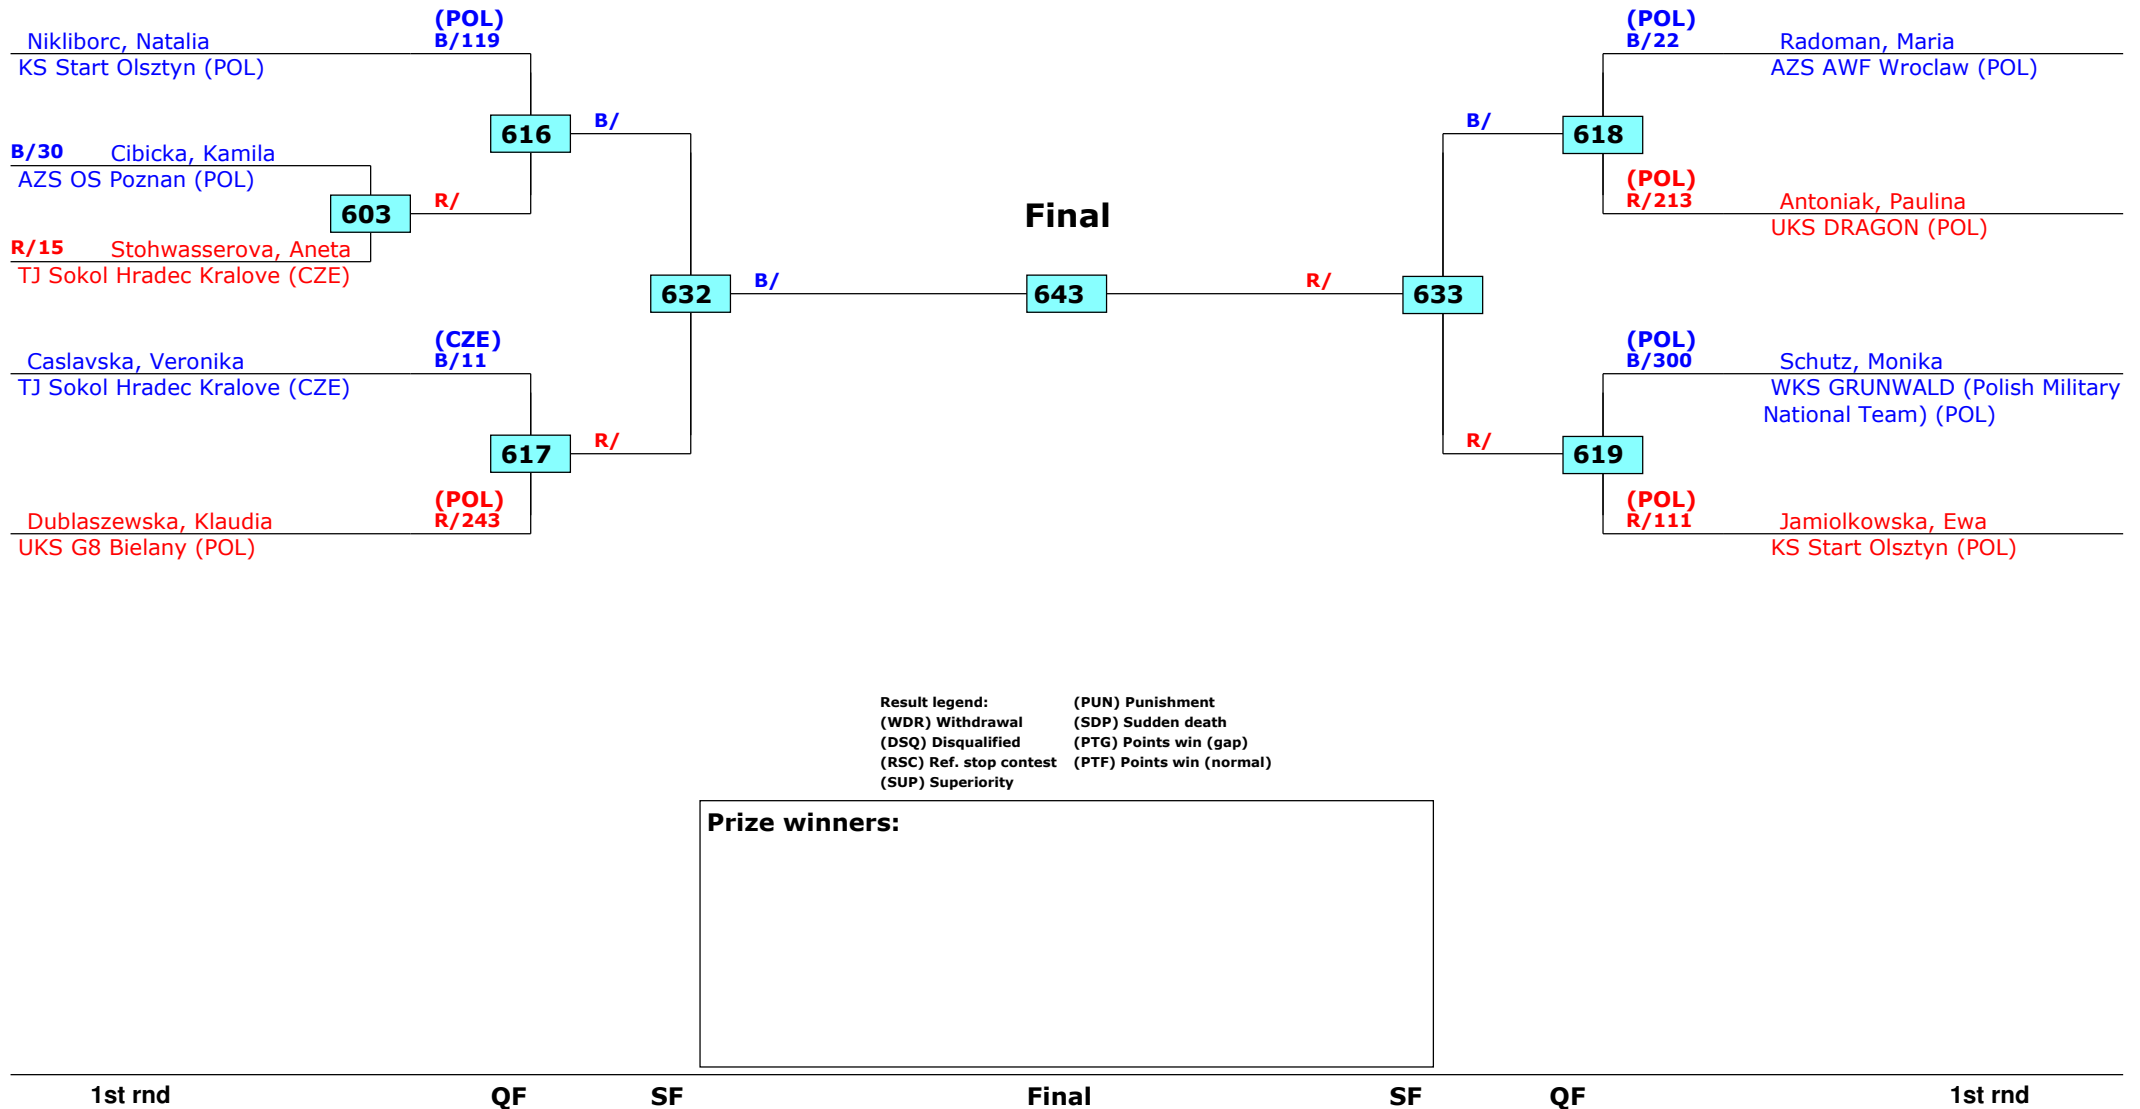 (POL)
Nikliborc, Natalia B/119
KS Start Olsztyn (POL)
616
B/
B/30 Cibicka, Kamila
AZS OS Poznan (POL)
603
R/
R/15 Stohwasserova, Aneta
TJ Sokol Hradec Kralove (CZE)
632
B/
(CZE)
Caslavska, Veronika B/11
TJ Sokol Hradec Kralove (CZE)
617
R/
(POL)
Dublaszewska, Klaudia R/243
UKS G8 Bielany (POL)
Final
643
(POL)
B/22 Radoman, Maria
AZS AWF Wroclaw (POL)
B/
618
(POL)
R/213 Antoniak, Paulina
UKS DRAGON (POL)
R/
633
(POL)
B/300 Schutz, Monika
WKS GRUNWALD (Polish Military
National Team) (POL)
R/
619
(POL)
R/111 Jamiolkowska, Ewa
KS Start Olsztyn (POL)
Result legend: (PUN) Punishment
(WDR) Withdrawal (SDP) Sudden death
(DSQ) Disqualified (PTG) Points win (gap)
(RSC) Ref. stop contest (PTF) Points win (normal)
(SUP) Superiority
Prize winners:
1st rnd QF SF Final SF QF 1st rnd